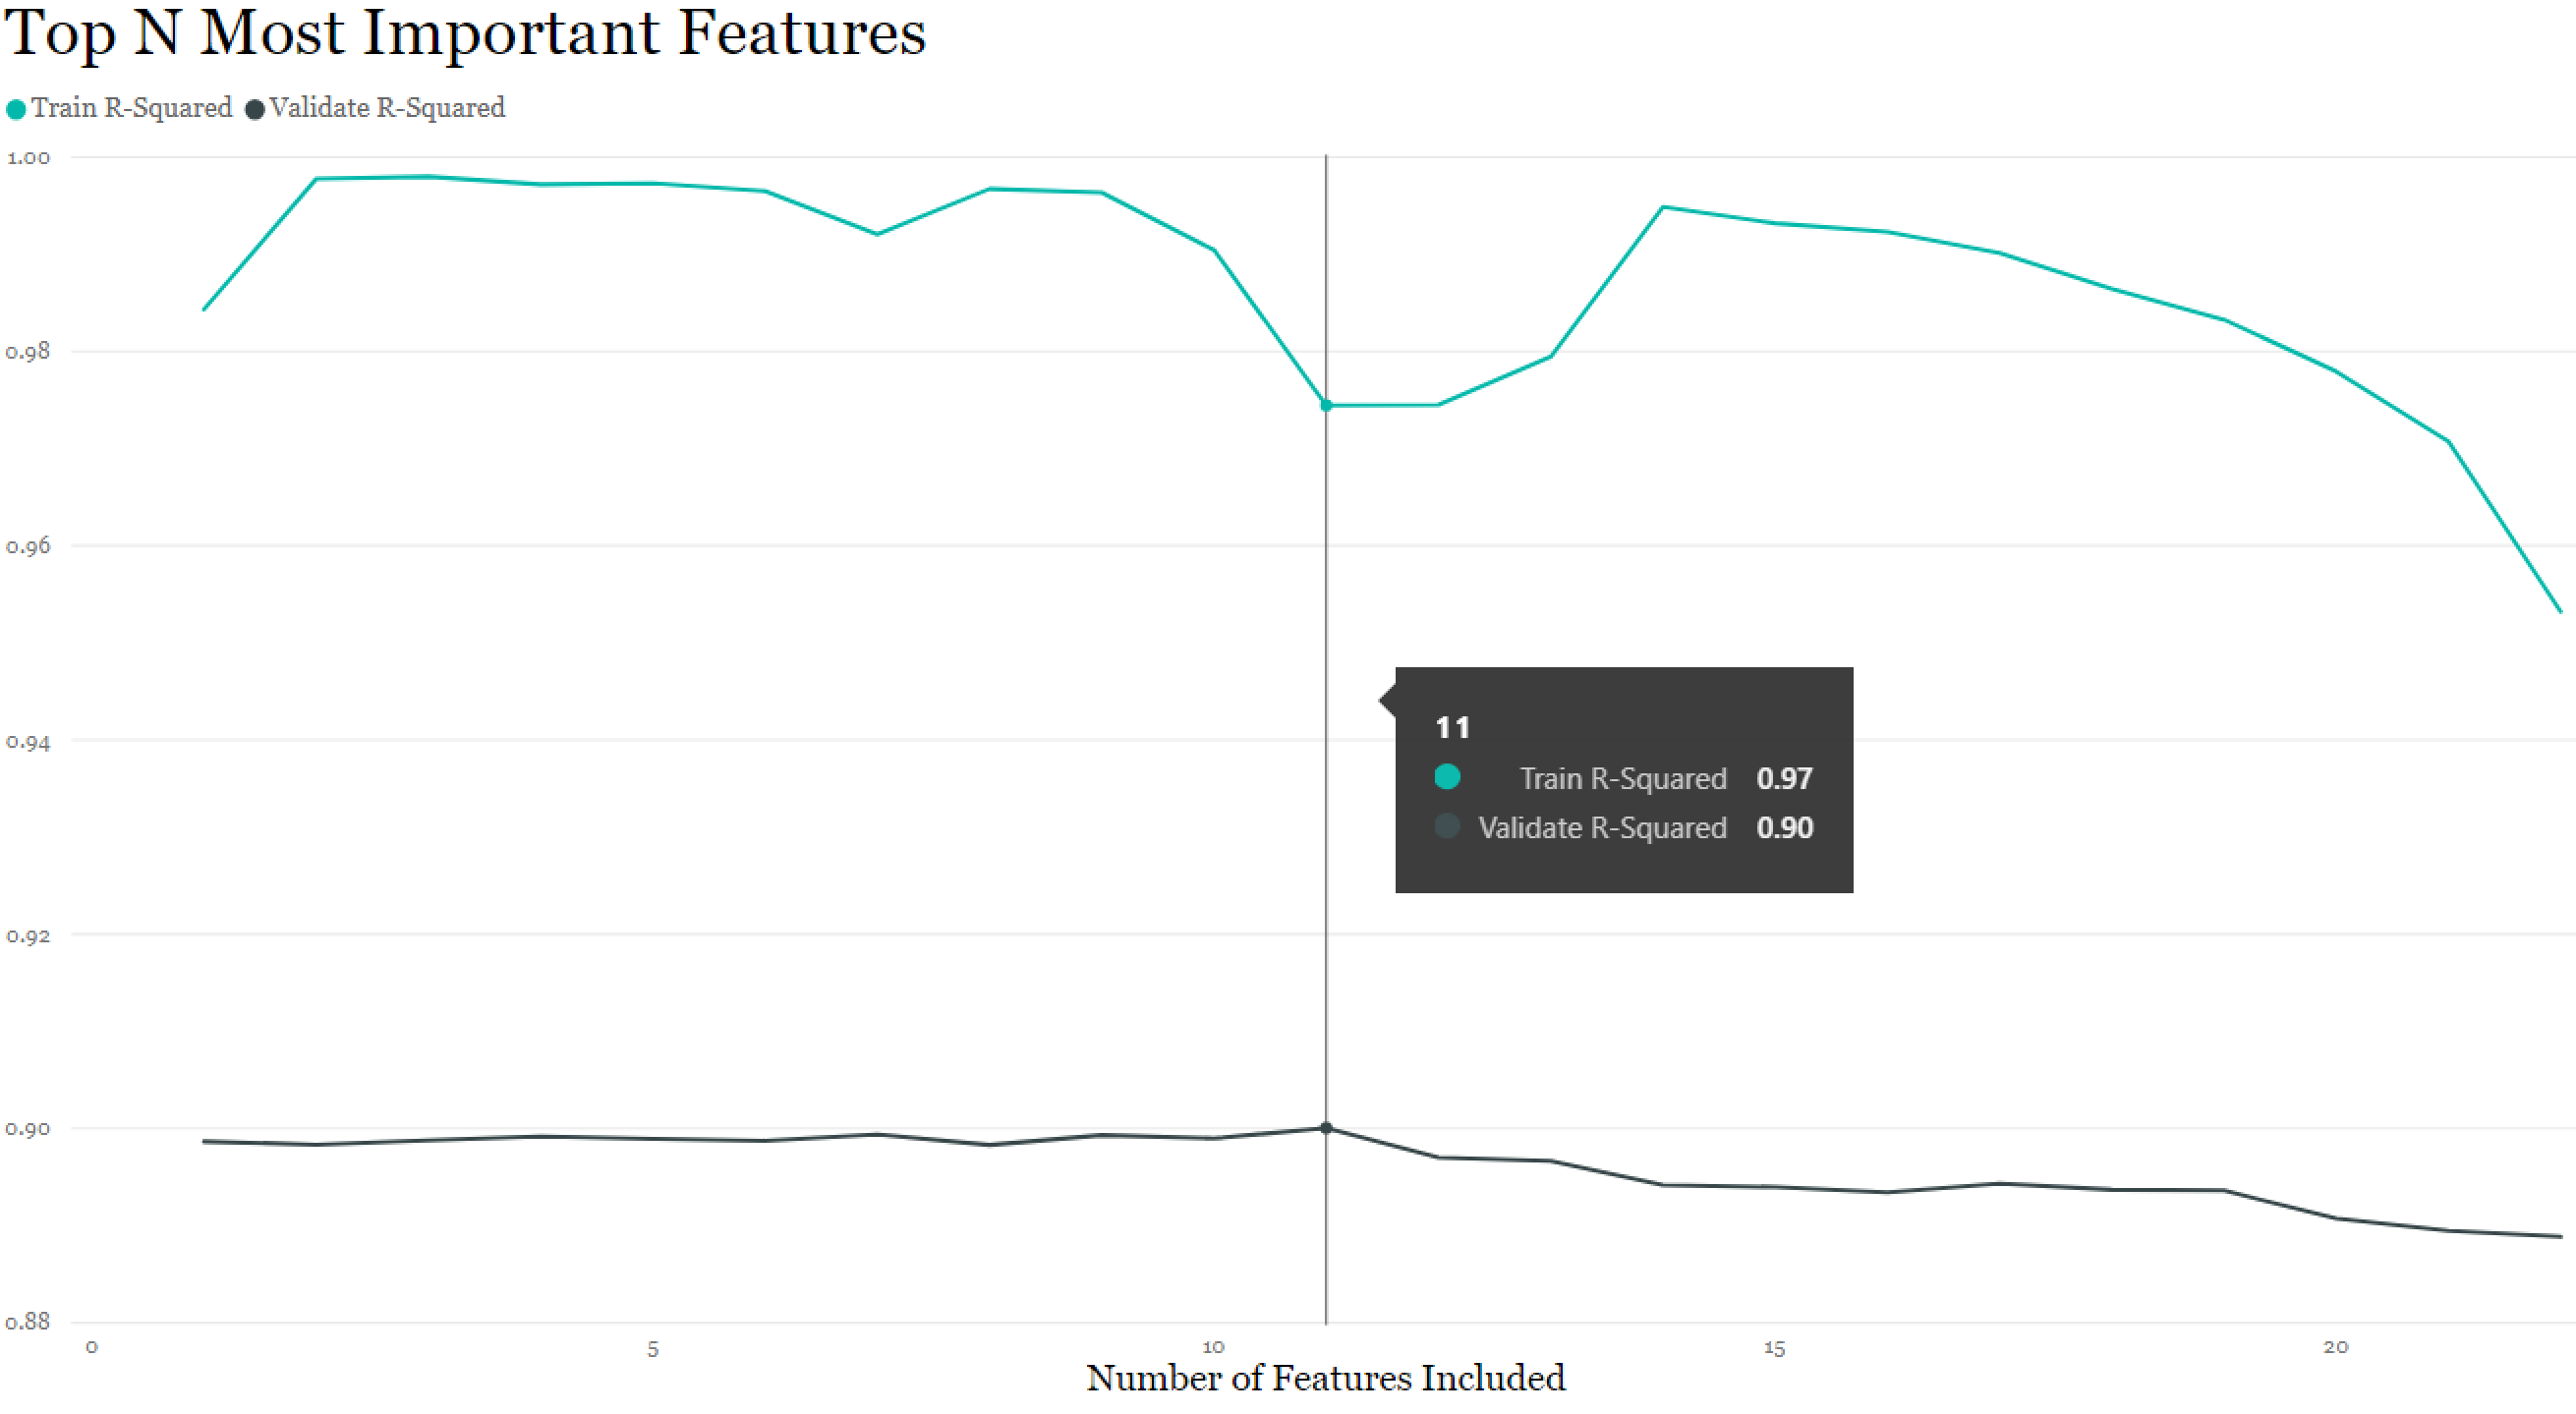 Top N Most Important Features
Train R-Squared Validate R-Squared
1.00
0.98
0.96
0.94
0.92
0.90
0.88
11
Train R-Squared 0.97
Validate R-Squared 0.90
0 5 10 15 20
Number of Features Included